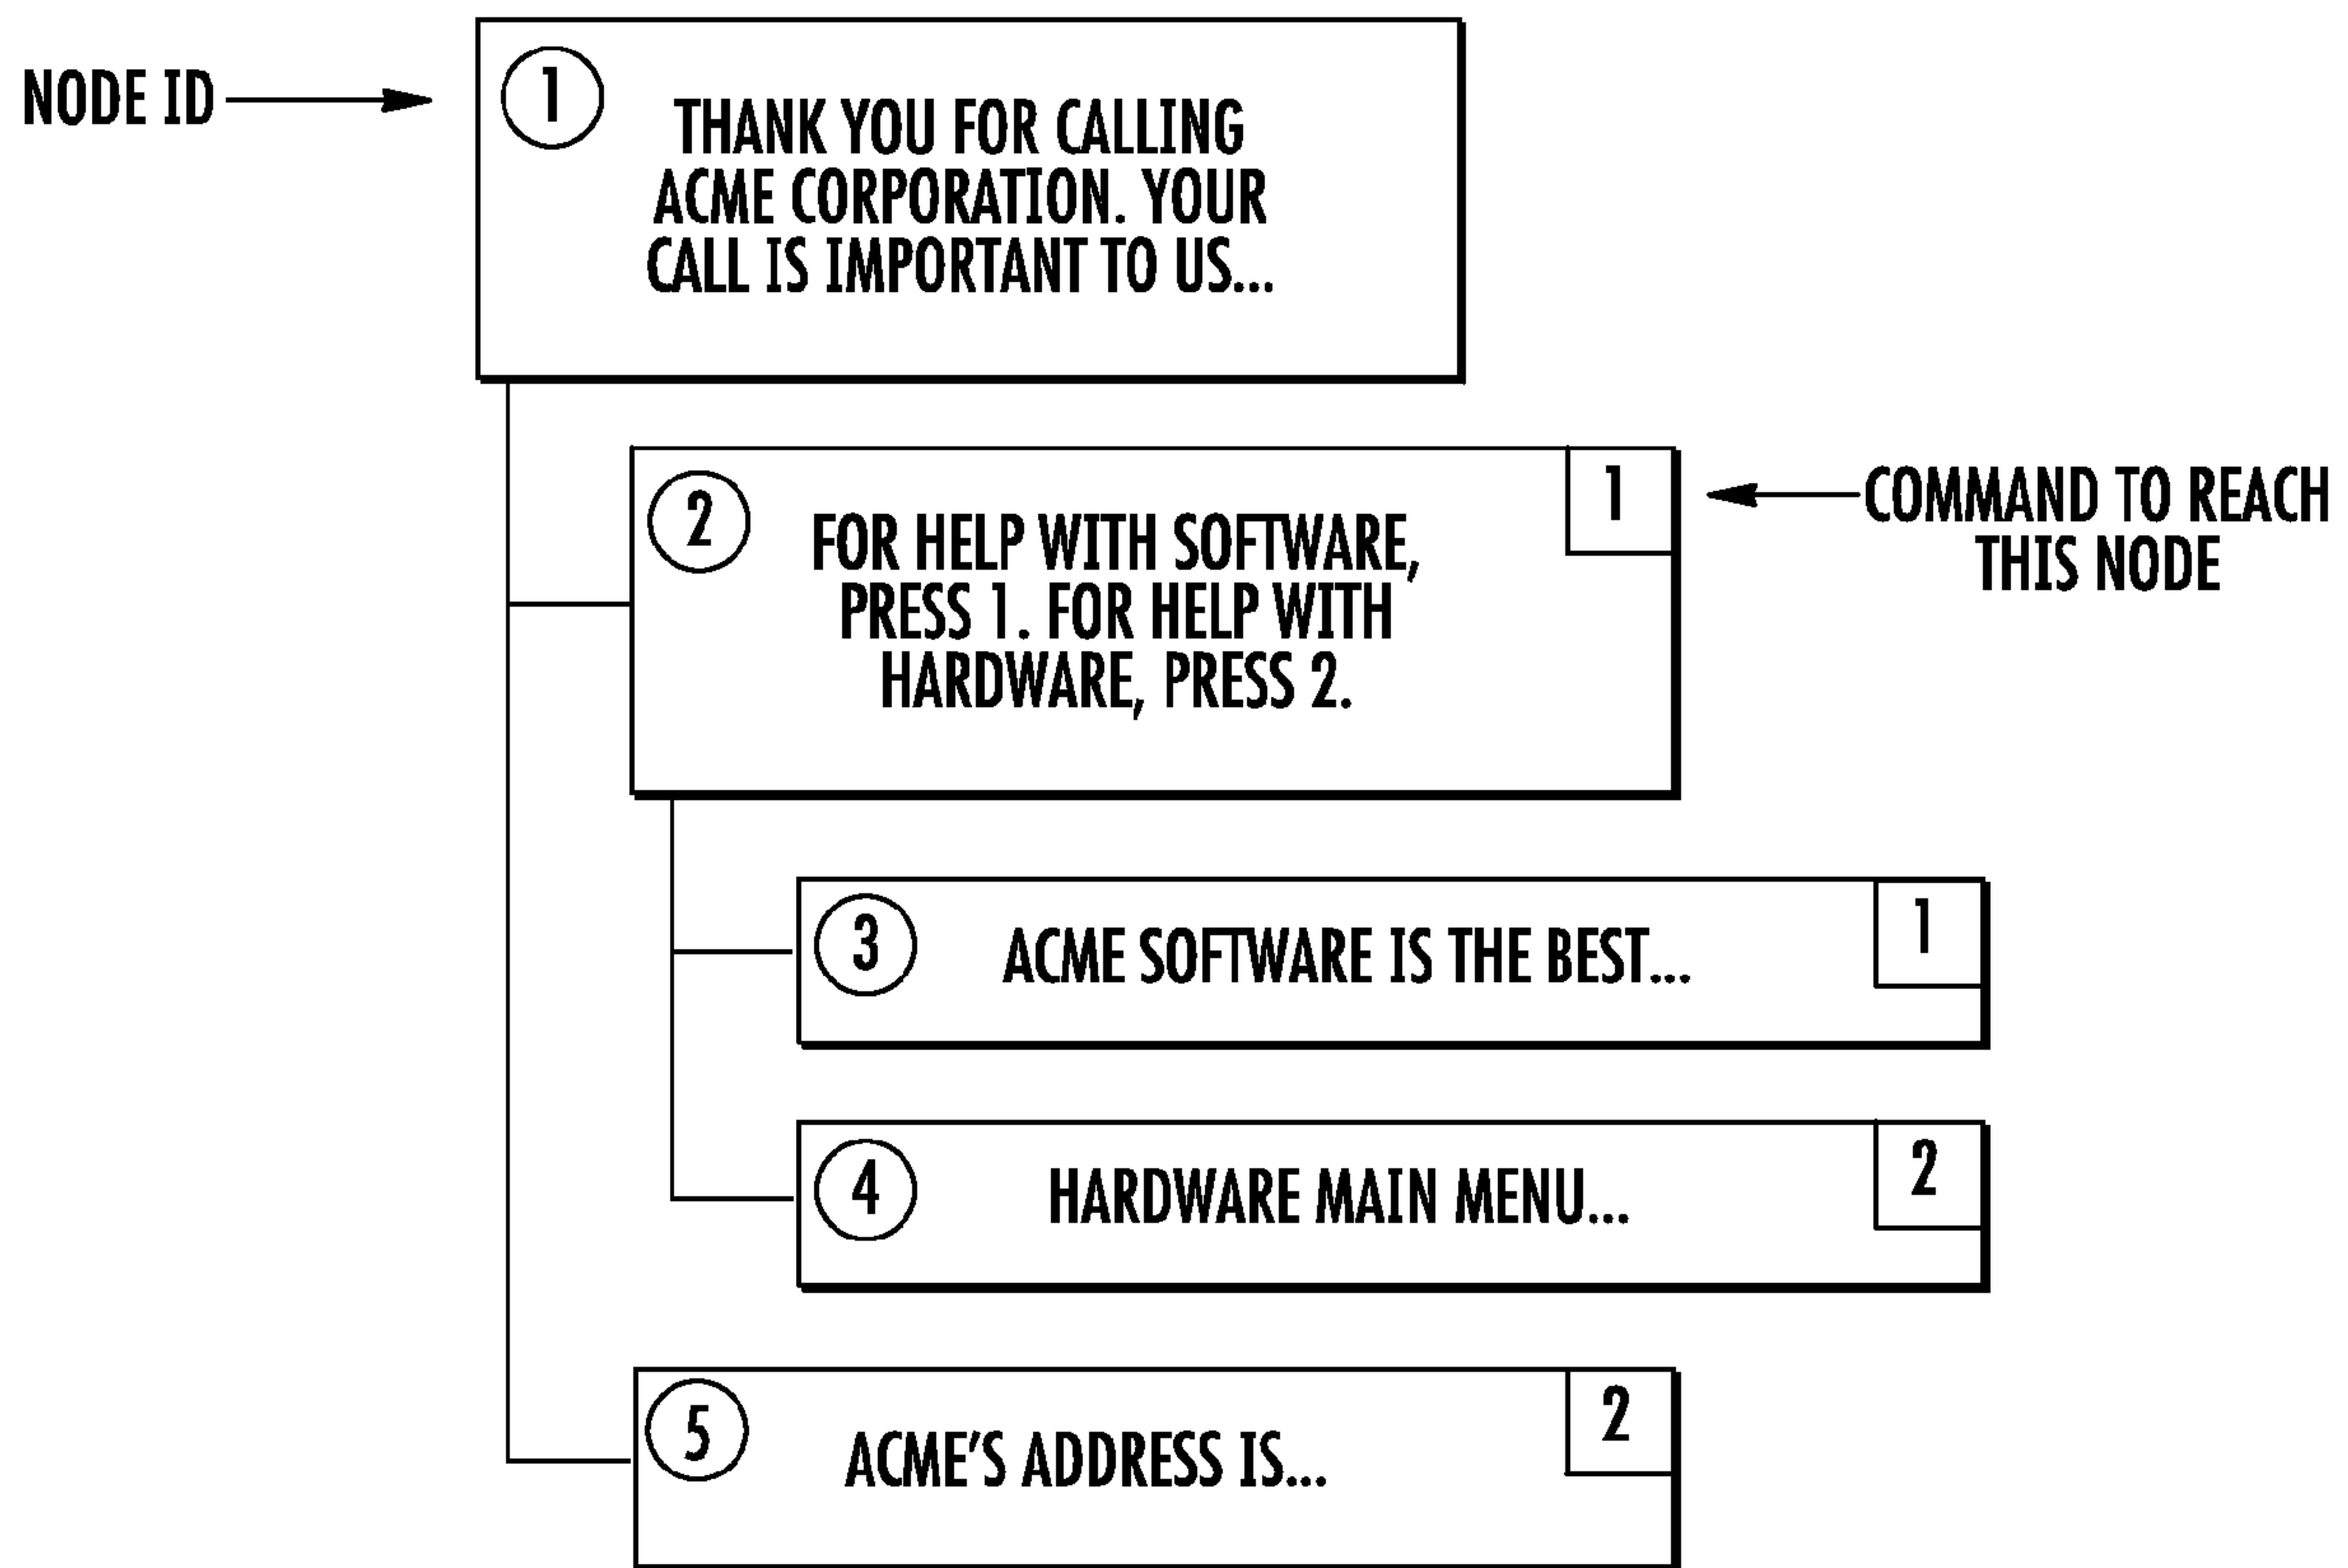 NODE ID
1
THANK YOU FOR CALLING
ACME CORPORATION. YOUR
CALL IS IMPORTANT TO US...
2
1
COMMAND TO REACH
THIS NODE
FOR HELP WITH SOFTWARE,
PRESS 1. FOR HELP WITH
HARDWARE, PRESS 2.
3
ACME SOFTWARE IS THE BEST...
1
4
HARDWARE MAIN MENU...
2
5
ACME'S ADDRESS IS...
2